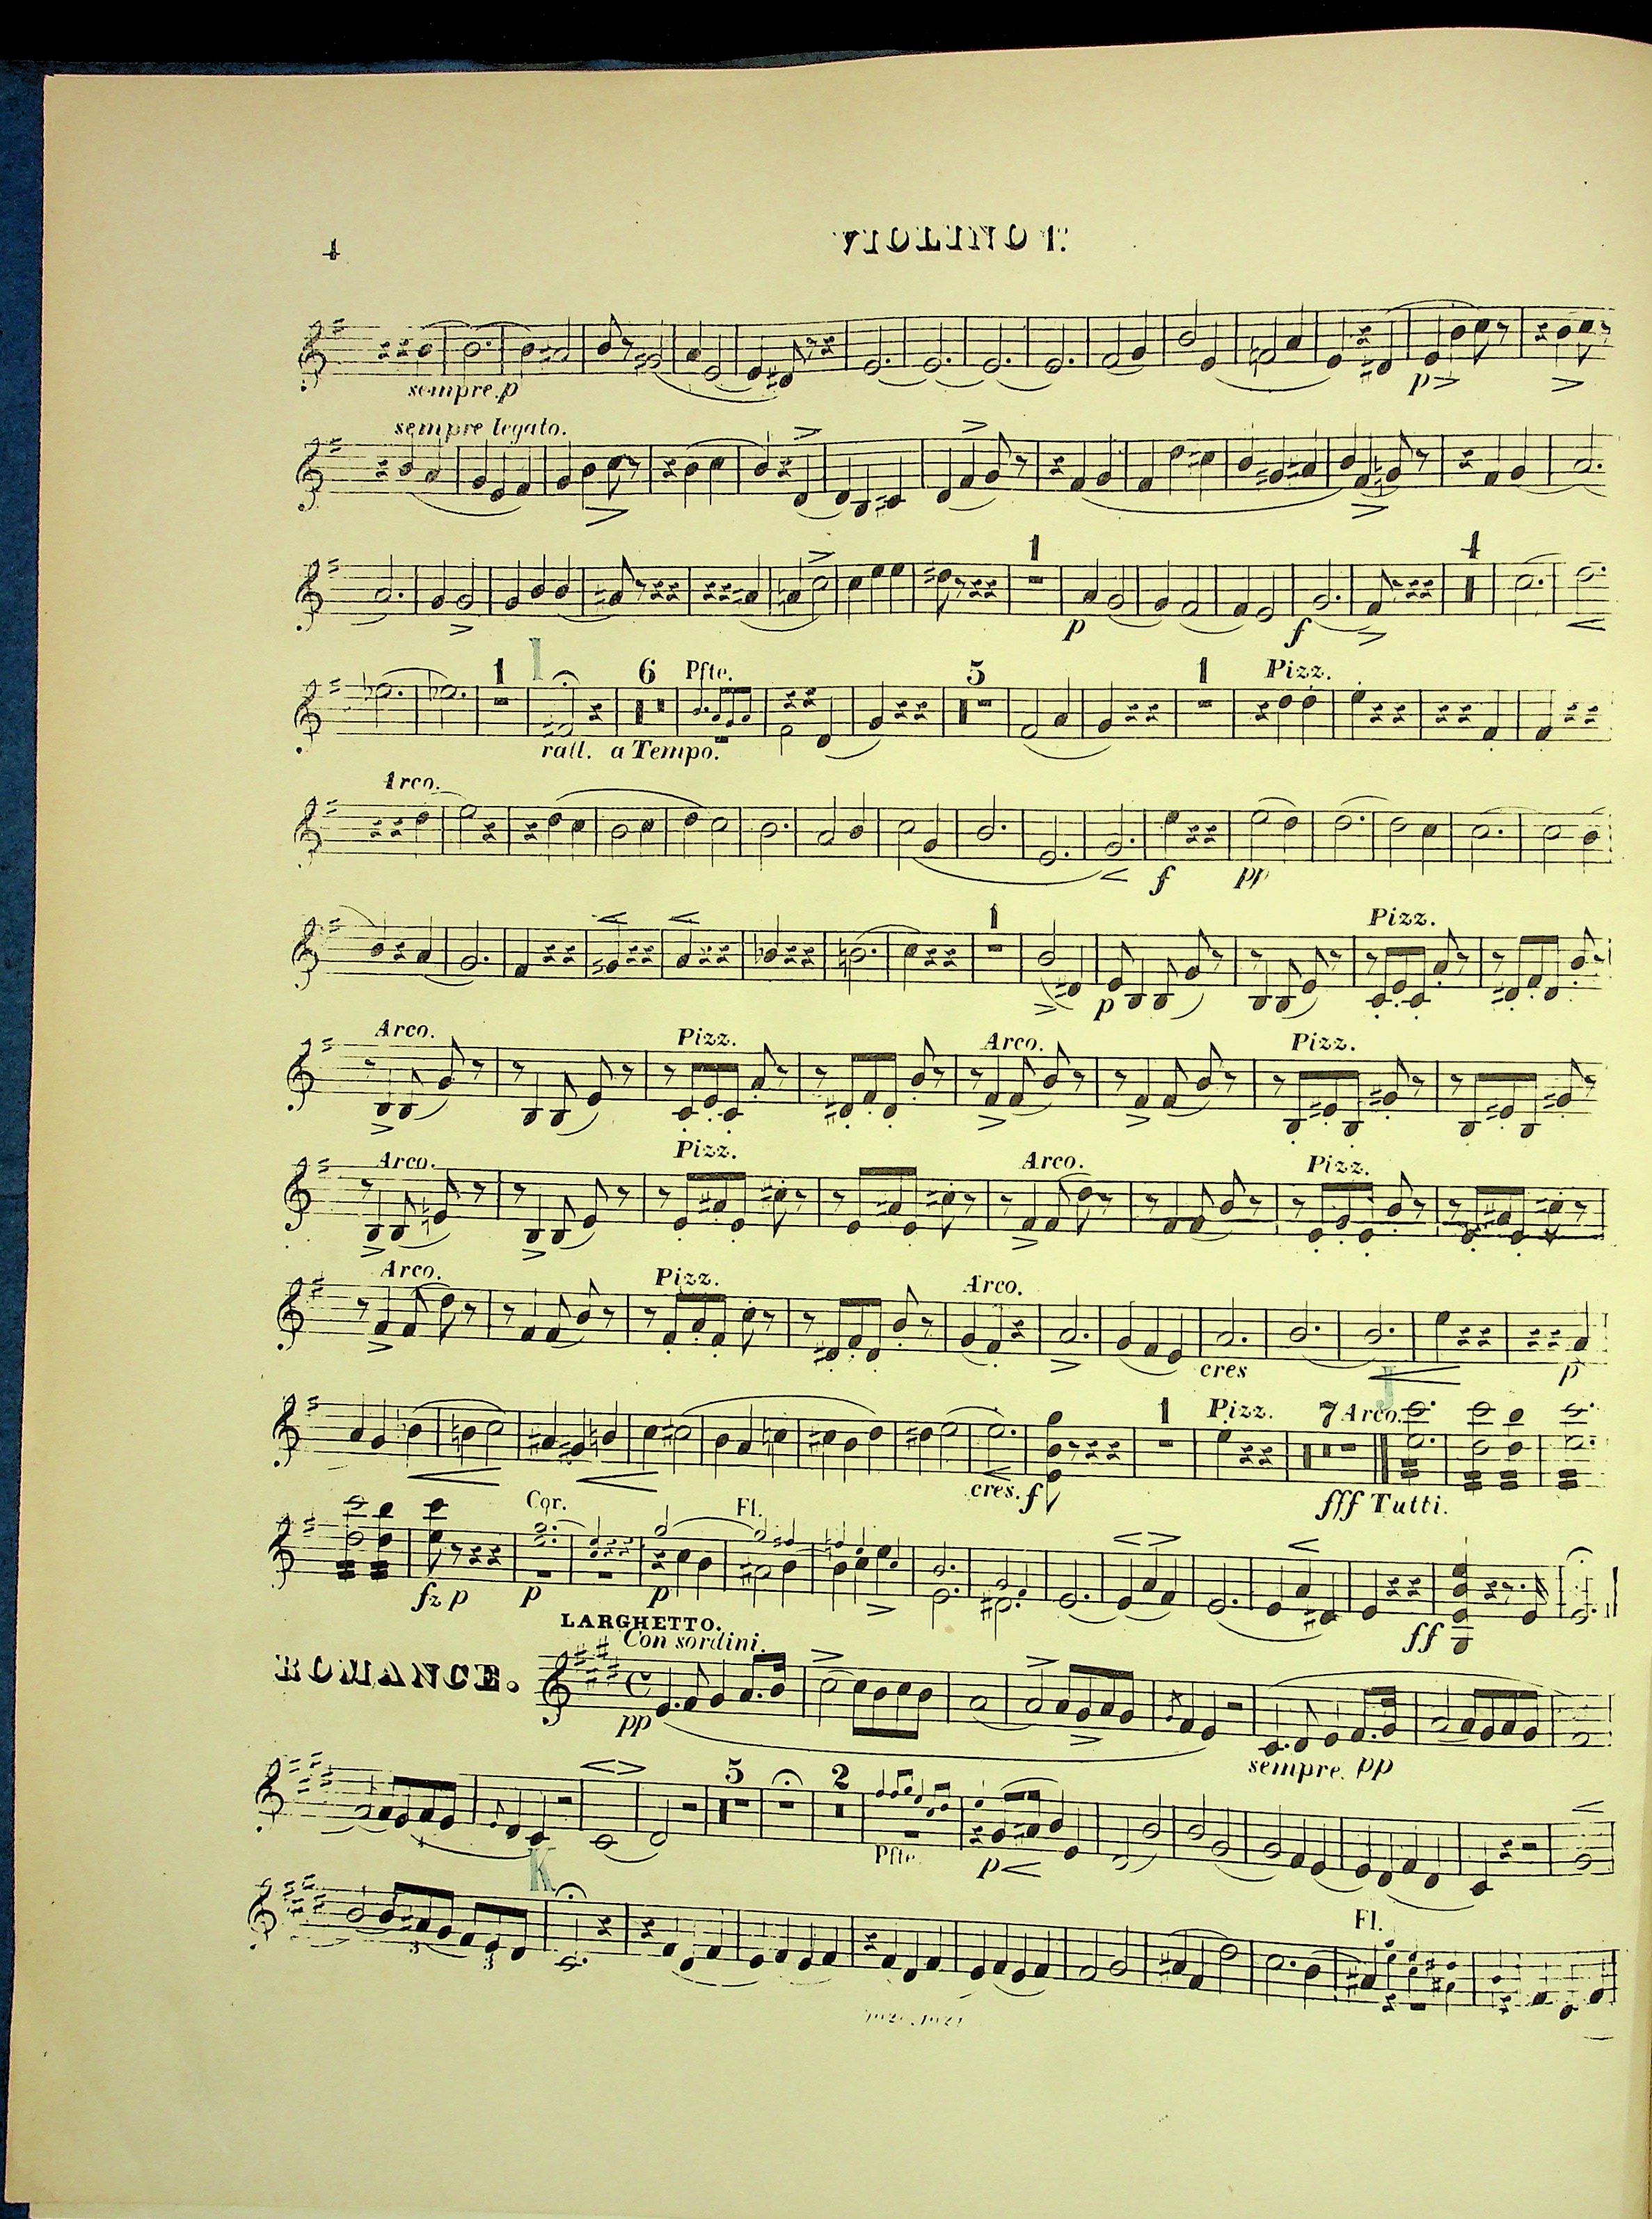 4
VIOLINO 1º
sempre p
p
sempre legato.
1
4
p
f
1
I
6
Pfte.
5
1
Pizz.
rall. a Tempo.
Arco.
f
pp
1
Pizz.
p
Arco.
Pizz.
Arco.
Pizz.
Arco.
Pizz.
Arco.
Pizz.
Arco.
Pizz.
Arco.
cres
p
J
1
Pizz.
7
Arco.
cres. f
fff Tutti.
Cor.
Fl.
fz p
p
p
ff
LARGHETTO.
Con sordini.
ROMANCE.
pp
sempre. pp
5
2
Pfte
p
K
Fl.
3
3